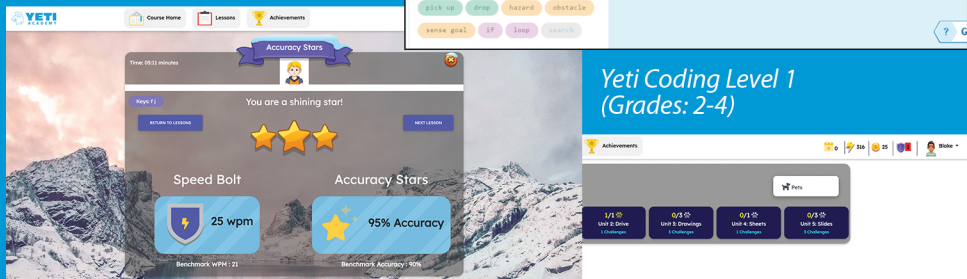 YETI
ACADEMY
Course Home
Lessons
Achievements
Accuracy Stars
Time: 05:11 minutes
Keys: f j
You are a shining star!
RETURN TO LESSONS
NEXT LESSON
Speed Bolt
Accuracy Stars
25 wpm
95% Accuracy
Benchmark WPM : 21
Benchmark Accuracy : 90%
pick up
drop
hazard
obstacle
sense goal
if
loop
search
? G
Yeti Coding Level 1
(Grades: 2-4)
Achievements
0
316
25
Blake
Pets
1/1
Unit 2: Drive
1 Challenges
0/3
Unit 3: Drawings
3 Challenges
0/1
Unit 4: Sheets
1 Challenges
0/3
Unit 5: Slides
3 Challenges